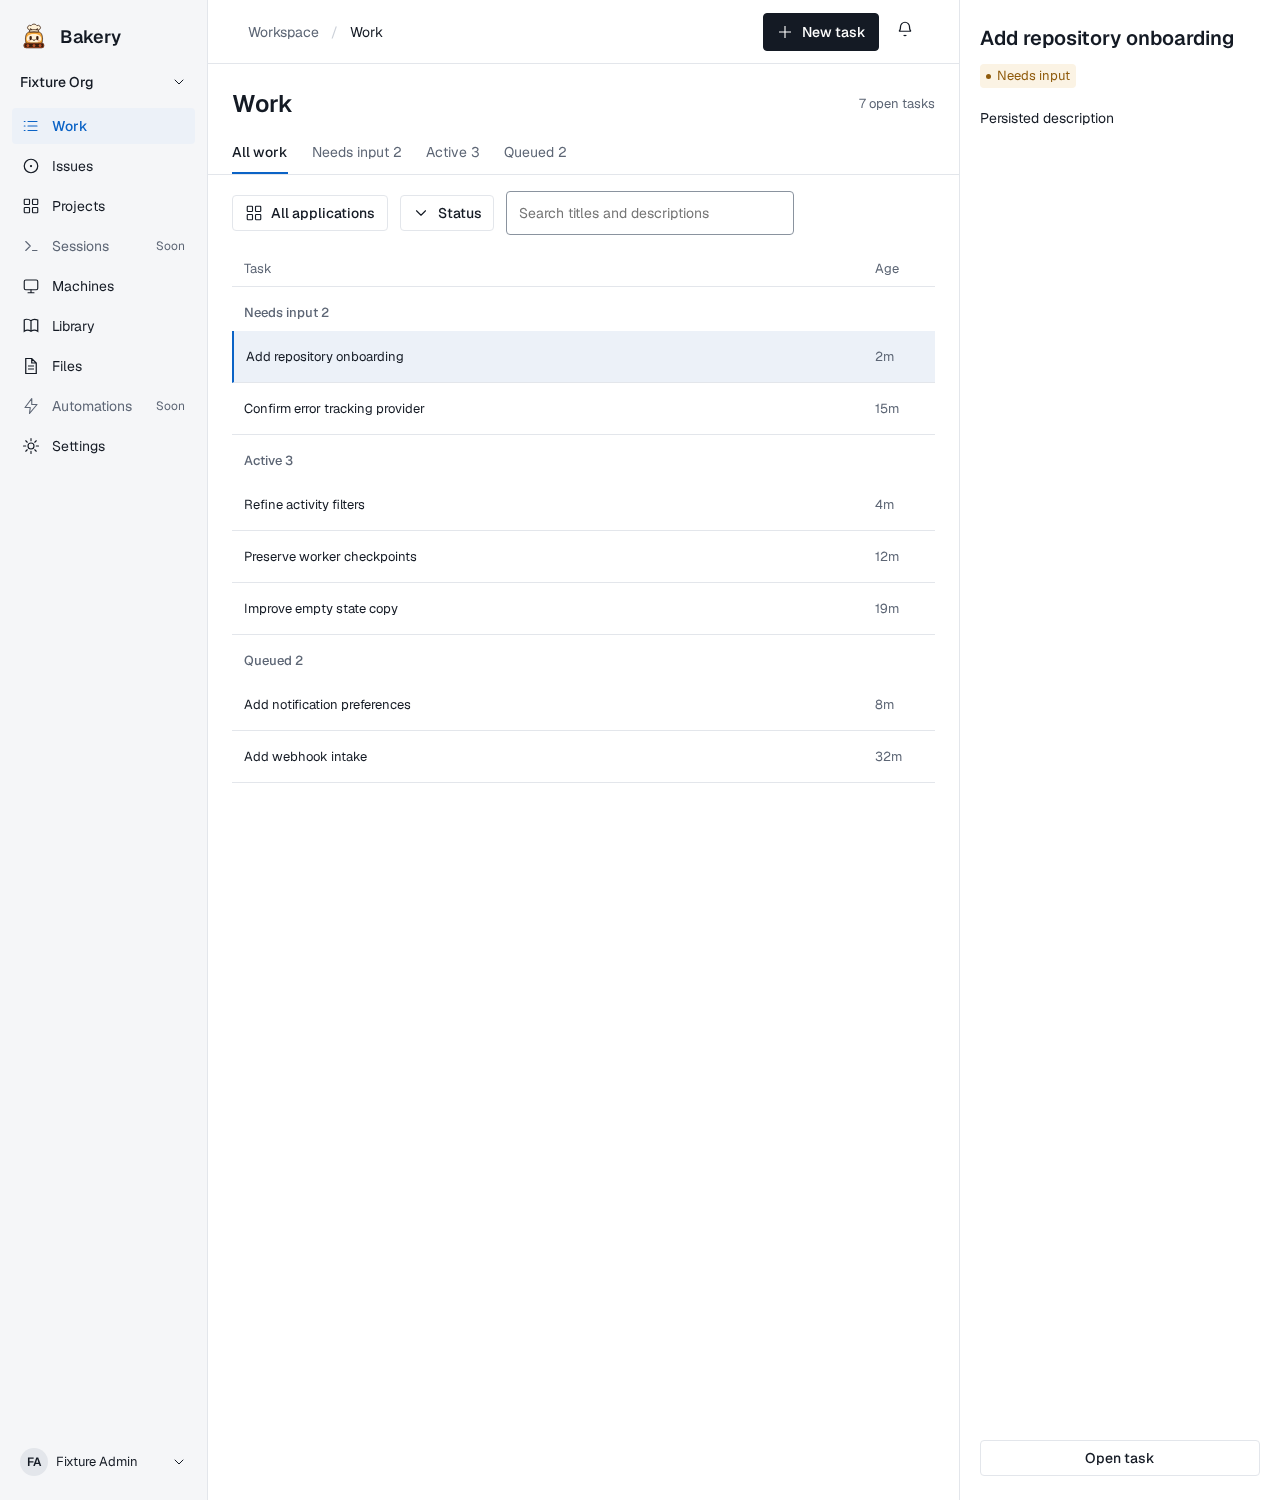 Bakery
Fixture Org
Work
Issues
Projects
Sessions Soon
Machines
Library
Files
Automations Soon
Settings
FA Fixture Admin
Workspace / Work
New task
Work
7 open tasks
All work Needs input 2 Active 3 Queued 2
All applications Status Search titles and descriptions
Task Age
Needs input 2
Add repository onboarding 2m
Confirm error tracking provider 15m
Active 3
Refine activity filters 4m
Preserve worker checkpoints 12m
Improve empty state copy 19m
Queued 2
Add notification preferences 8m
Add webhook intake 32m
Add repository onboarding
Needs input
Persisted description
Open task